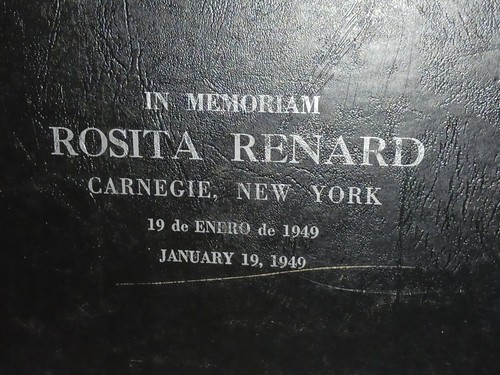 IN MEMORIAM
ROSITA RENARD
CARNEGIE, NEW YORK
19 de ENERO de 1949
JANUARY 19, 1949